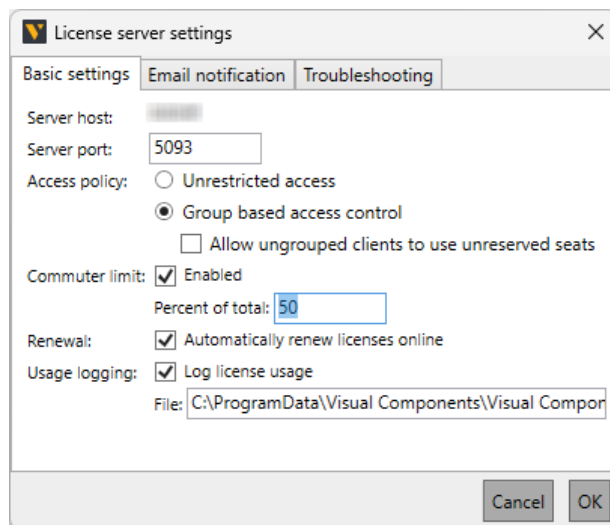 License server settings
Basic settings Email notification Troubleshooting
Server host:
Server port: 5093
Access policy: Unrestricted access
Group based access control
Allow ungrouped clients to use unreserved seats
Commuter limit: Enabled
Percent of total: 50
Renewal: Automatically renew licenses online
Usage logging: Log license usage
File: C:\ProgramData\Visual Components\Visual Compon
Cancel OK